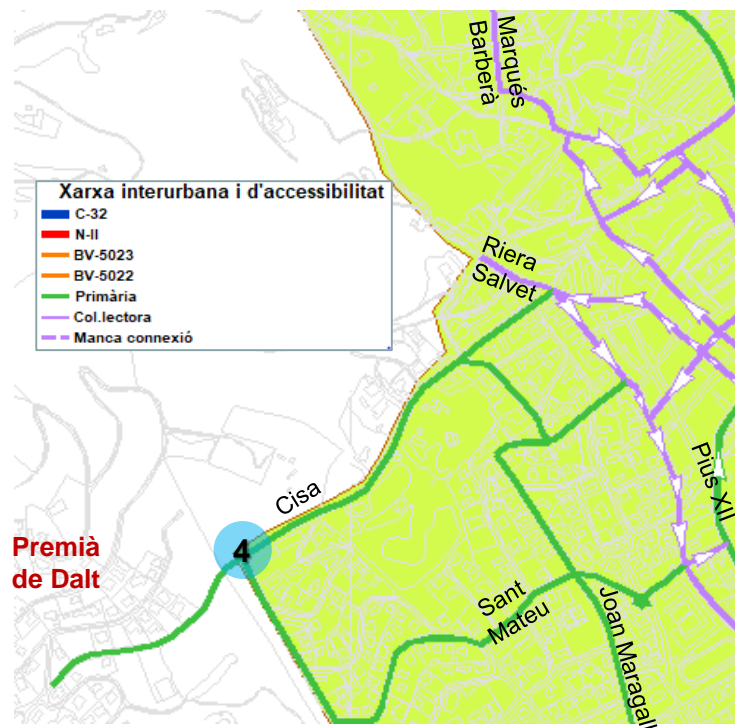 Marqués
Barberà
Xarxa interurbana i d'accessibilitat
C-32
N-II
BV-5023
BV-5022
Primària
Col.lectora
Manca connexió
Riera
Salvet
Cisa
Pius XII
4
Premià
de Dalt
Sant
Mateu
Joan Maragall